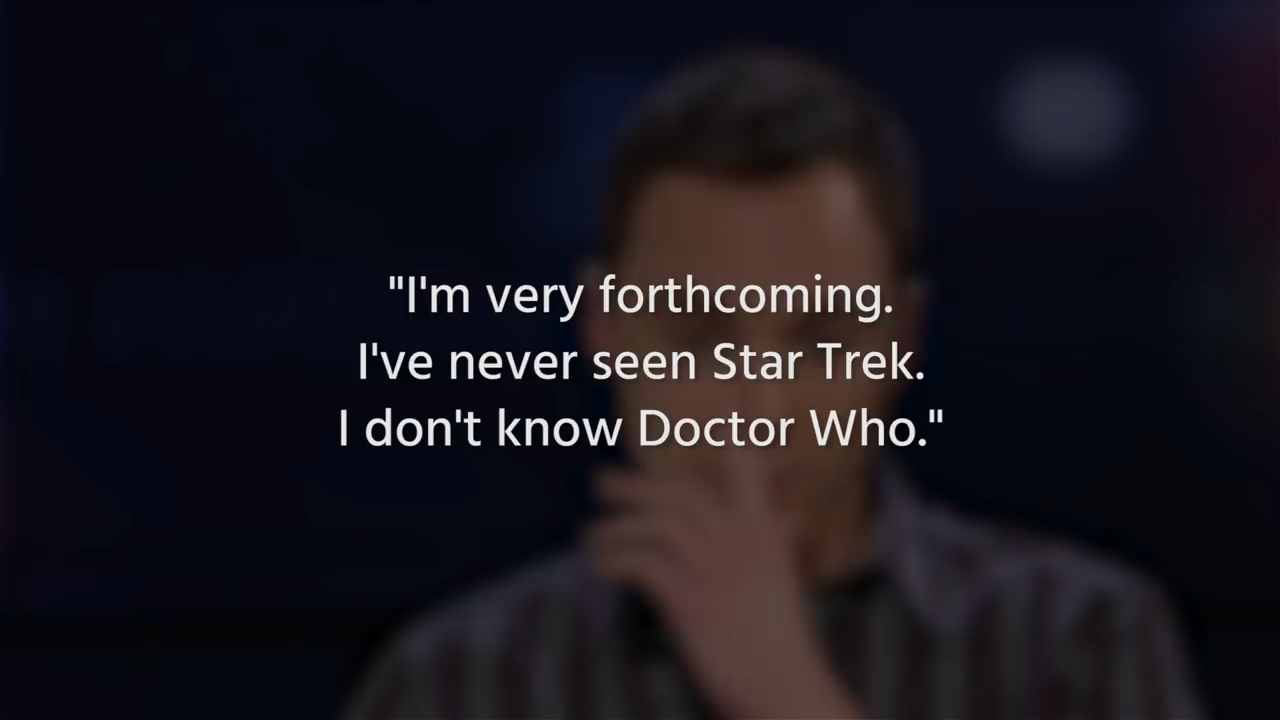 "I'm very forthcoming.
I've never seen Star Trek.
I don't know Doctor Who."